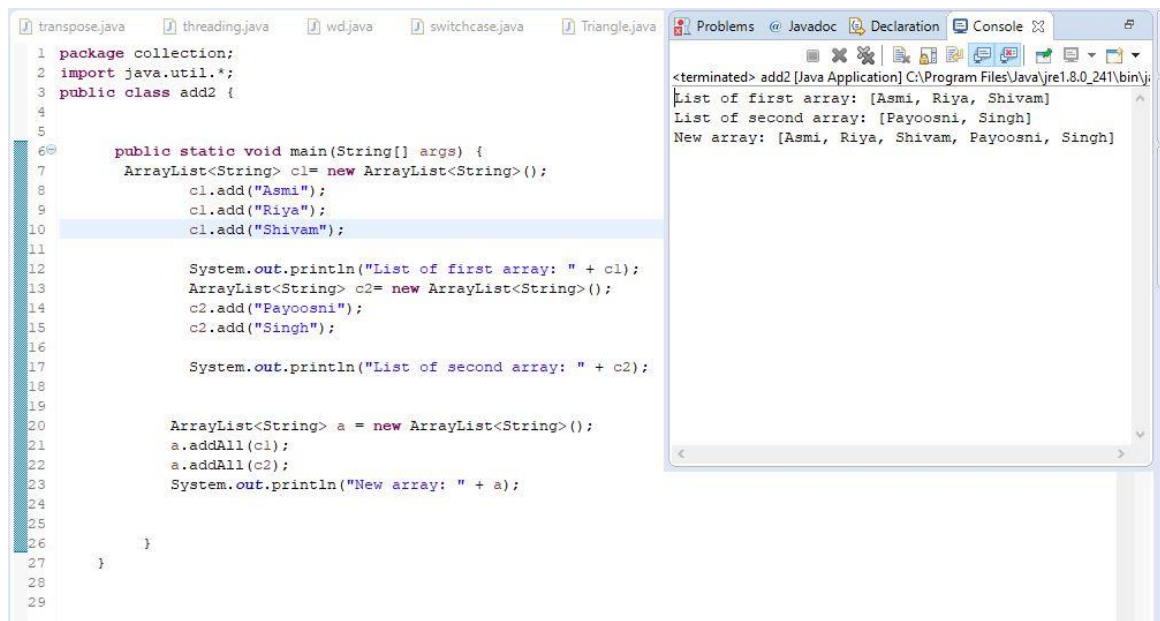 transpose.java threading.java wd.java switchcase.java Triangle.java
1 package collection;
2 import java.util.*;
3 public class add2 {
4
5
6 public static void main(String[] args) {
7 ArrayList<String> c1= new ArrayList<String>();
8 c1.add("Asmi");
9 c1.add("Riya");
10 c1.add("Shivam");
11
12 System.out.println("List of first array: " + c1);
13 ArrayList<String> c2= new ArrayList<String>();
14 c2.add("Payoosni");
15 c2.add("Singh");
16
17 System.out.println("List of second array: " + c2);
18
19
20 ArrayList<String> a = new ArrayList<String>();
21 a.addAll(c1);
22 a.addAll(c2);
23 System.out.println("New array: " + a);
24
25
26 }
27 }
28
29
Problems @ Javadoc Declaration Console
<terminated> add2 [Java Application] C:\Program Files\Java\jre1.8.0_241\bin\j
List of first array: [Asmi, Riya, Shivam]
List of second array: [Payoosni, Singh]
New array: [Asmi, Riya, Shivam, Payoosni, Singh]